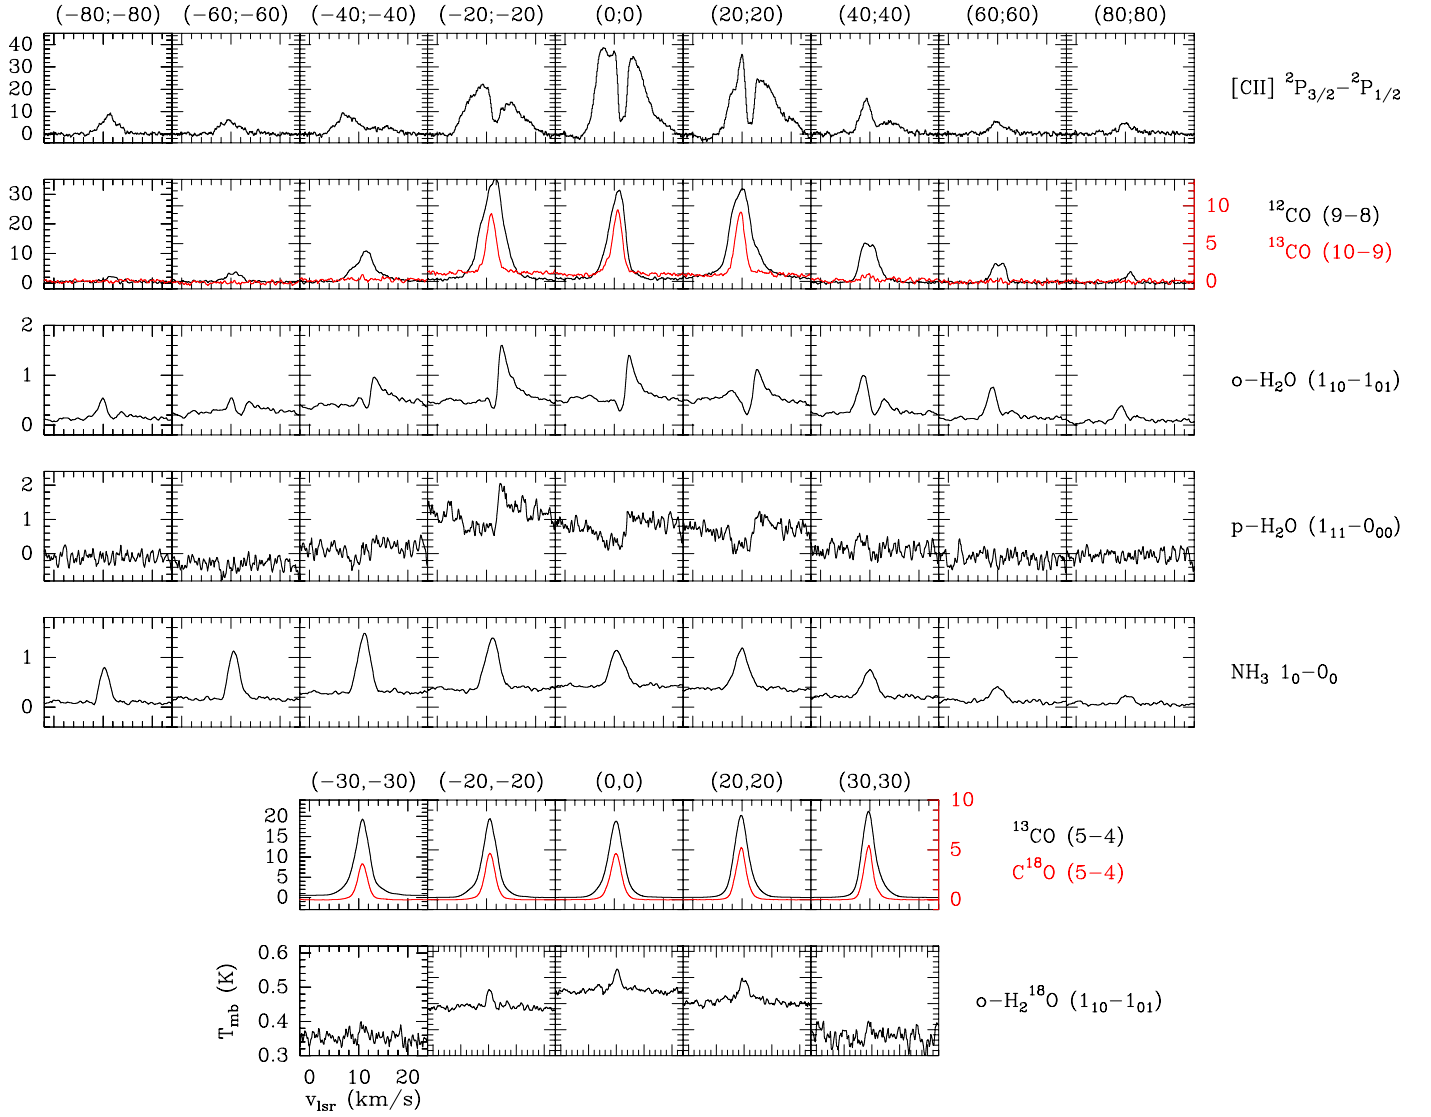 (−80;−80) (−60;−60) (−40;−40) (−20;−20) (0;0) (20;20) (40;40) (60;60) (80;80)
40
30
20
10
0
[CII] ²P₃/₂−²P₁/₂
30
20
10
0
10
5
0
¹²CO (9−8)
¹³CO (10−9)
2
1
0
o−H₂O (1₁₀−1₀₁)
2
1
0
p−H₂O (1₁₁−0₀₀)
1
0
NH₃ 1₀−0₀
(−30,−30) (−20,−20) (0,0) (20,20) (30,30)
20
15
10
5
0
10
5
0
¹³CO (5−4)
C¹⁸O (5−4)
0.6
0.5
0.4
0.3
T_mb (K)
o−H₂¹⁸O (1₁₀−1₀₁)
0 10 20
v_lsr (km/s)